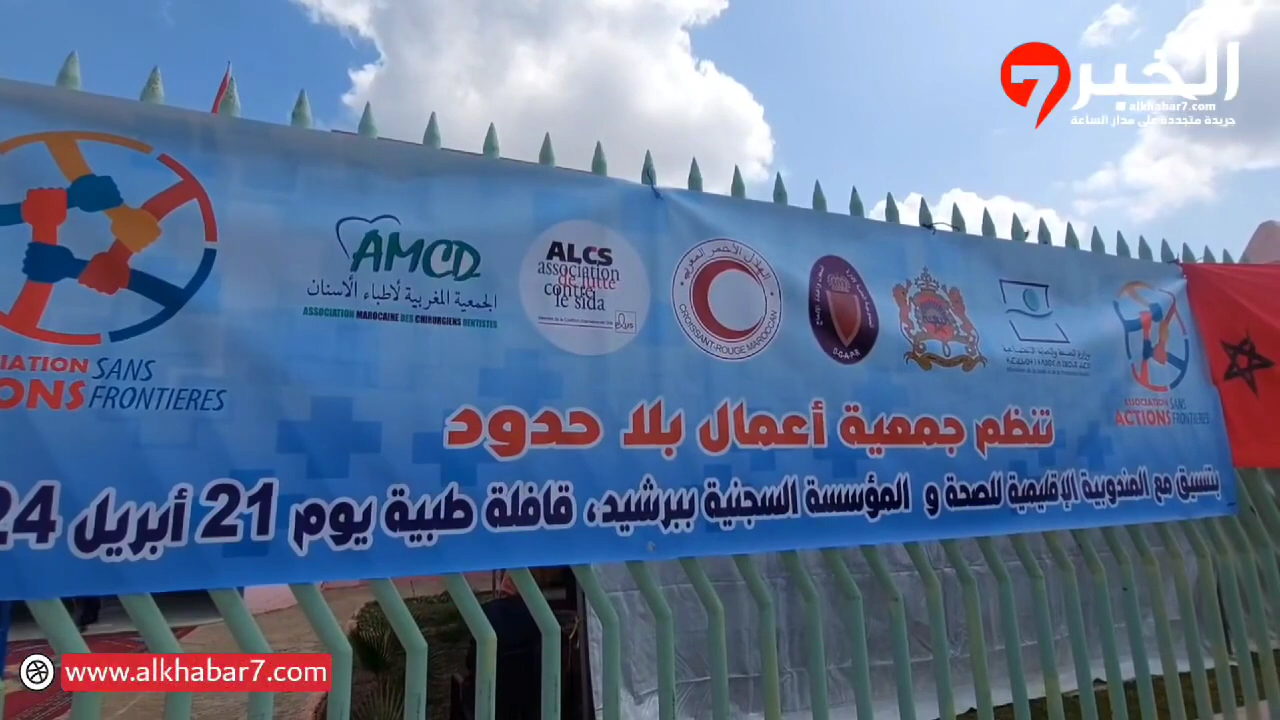 الخبر 7
alkhabar7.com
جريدة متجددة على مدار الساعة
AMCD
الجمعية المغربية لأطباء الأسنان
ASSOCIATION MAROCAINE DES CHIRURGIENS DENTISTES
ALCS
association
de lutte
contre
le sida
الهلال الأحمر المغربي
CROISSANT-ROUGE MAROCAIN
D.G.A.P.R
ASSOCIATION SANS
ACTIONS FRONTIERES
IATION SANS
ONS FRONTIERES
تنظم جمعية أعمال بلا حدود
بتنسيق مع المندوبية الإقليمية للصحة و المؤسسة السجنية ببرشيد، قافلة طبية يوم 21 أبريل 24
www.alkhabar7.com